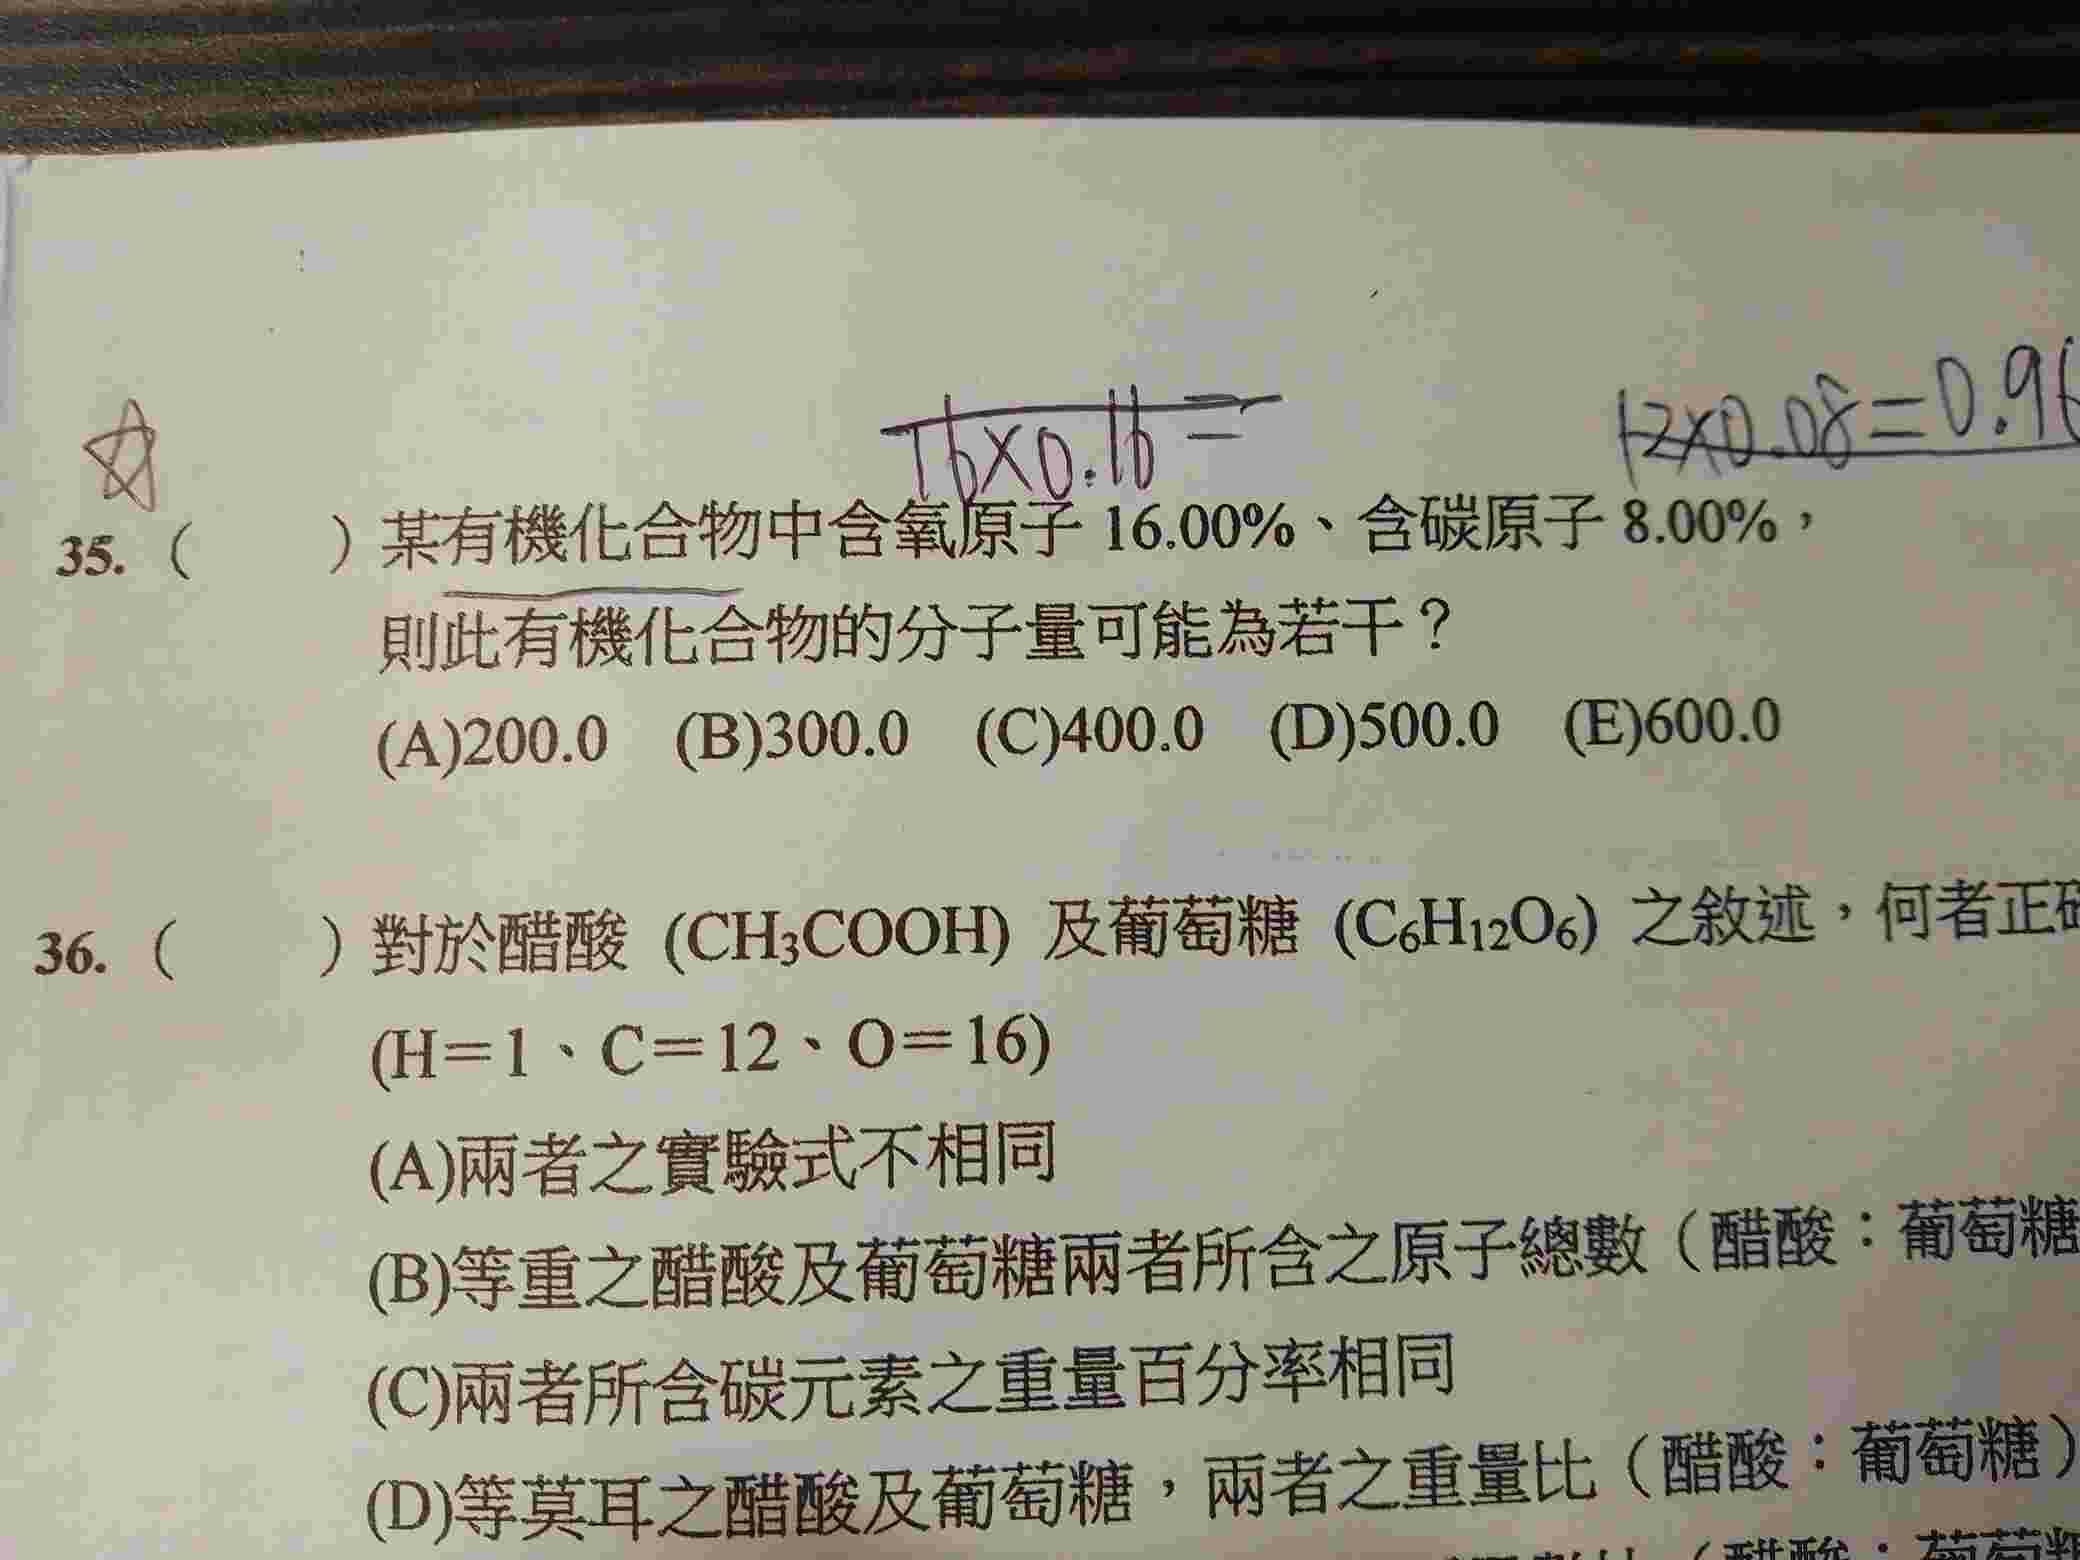 16×0.16=
12×0.08=0.96
35. ( ) 某有機化合物中含氧原子 16.00%、含碳原子 8.00%,
則此有機化合物的分子量可能為若干?
(A)200.0 (B)300.0 (C)400.0 (D)500.0 (E)600.0
36. ( ) 對於醋酸 (CH₃COOH) 及葡萄糖 (C₆H₁₂O₆) 之敘述,何者正
(H=1、C=12、O=16)
(A)兩者之實驗式不相同
(B)等重之醋酸及葡萄糖兩者所含之原子總數(醋酸:葡萄糖
(C)兩者所含碳元素之重量百分率相同
(D)等莫耳之醋酸及葡萄糖,兩者之重量比(醋酸:葡萄糖)